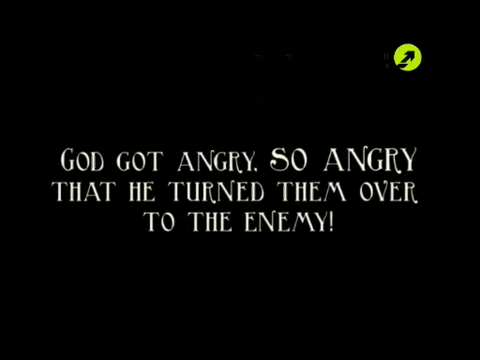 GOD GOT ANGRY, SO ANGRY
THAT HE TURNED THEM OVER
TO THE ENEMY!